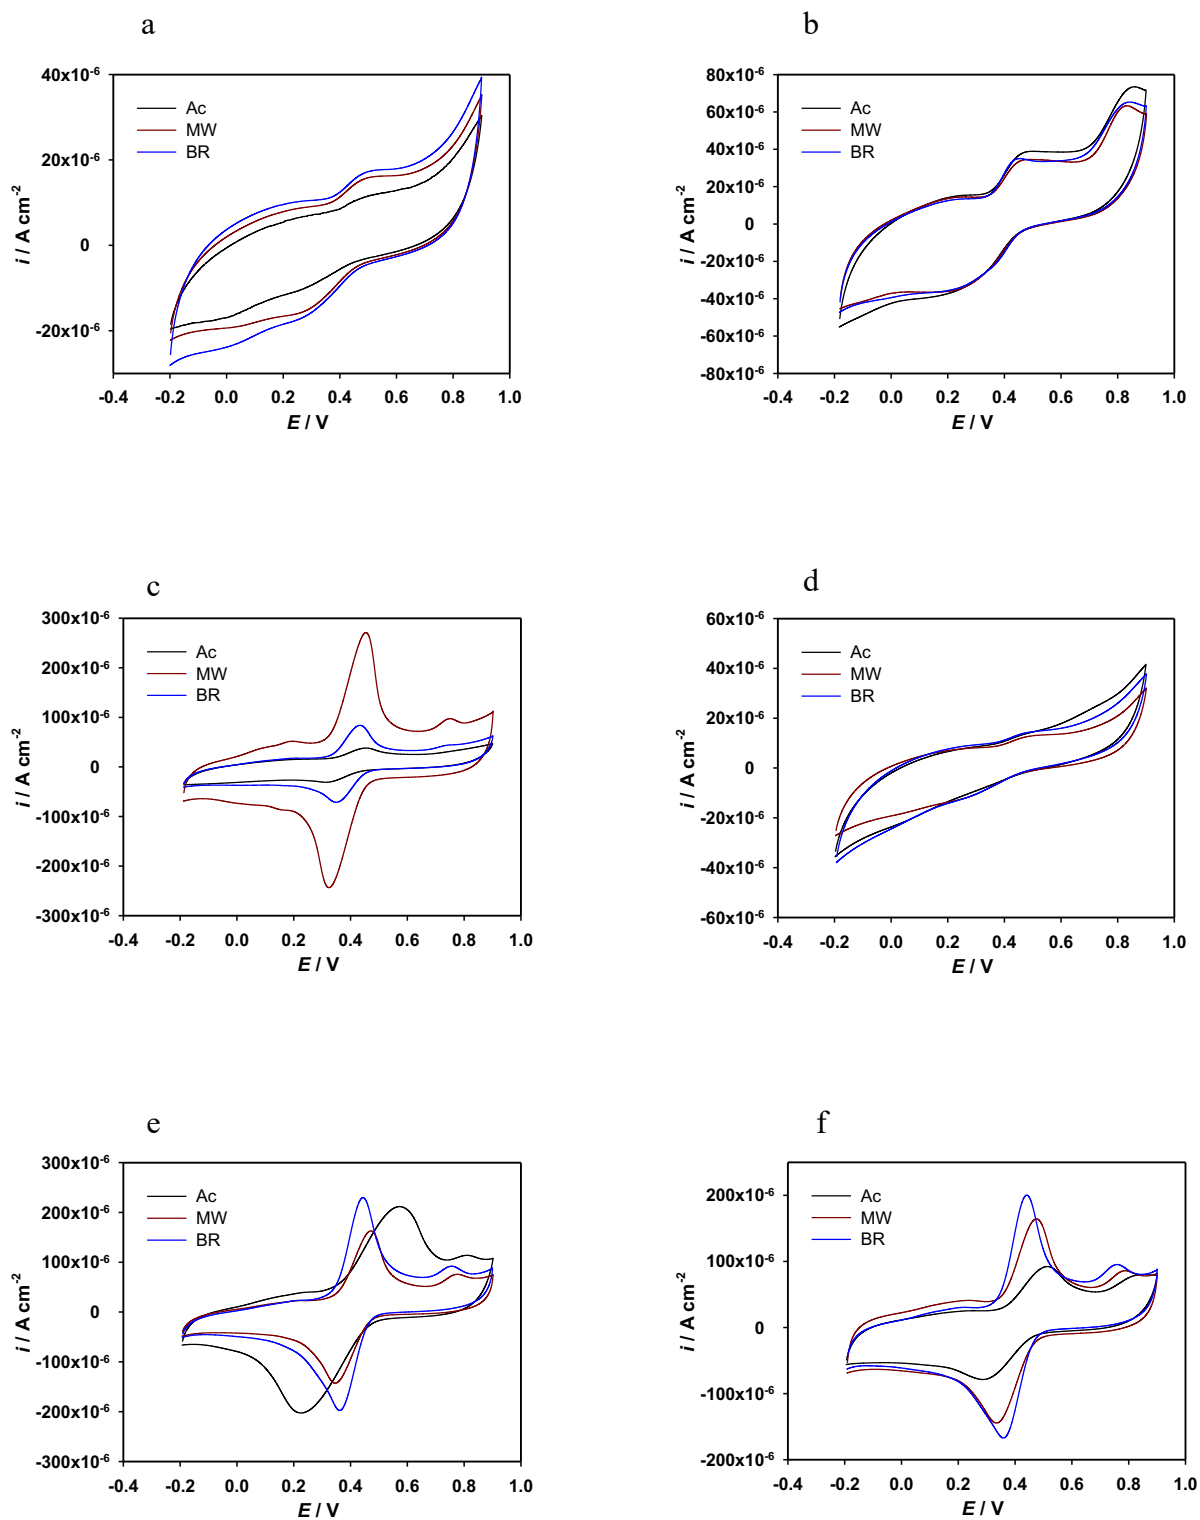 a
40x10-6
20x10-6
0
-20x10-6
i / A cm-2
Ac
MW
BR
-0.4 -0.2 0.0 0.2 0.4 0.6 0.8 1.0
E / V
b
80x10-6
60x10-6
40x10-6
20x10-6
0
-20x10-6
-40x10-6
-60x10-6
-80x10-6
i / A cm-2
Ac
MW
BR
-0.4 -0.2 0.0 0.2 0.4 0.6 0.8 1.0
E / V
c
300x10-6
200x10-6
100x10-6
0
-100x10-6
-200x10-6
-300x10-6
i / A cm-2
Ac
MW
BR
-0.4 -0.2 0.0 0.2 0.4 0.6 0.8 1.0
E / V
d
60x10-6
40x10-6
20x10-6
0
-20x10-6
-40x10-6
-60x10-6
i / A cm-2
Ac
MW
BR
-0.4 -0.2 0.0 0.2 0.4 0.6 0.8 1.0
E / V
e
300x10-6
200x10-6
100x10-6
0
-100x10-6
-200x10-6
-300x10-6
i / A cm-2
Ac
MW
BR
-0.4 -0.2 0.0 0.2 0.4 0.6 0.8 1.0
E / V
f
200x10-6
100x10-6
0
-100x10-6
-200x10-6
i / A cm-2
Ac
MW
BR
-0.4 -0.2 0.0 0.2 0.4 0.6 0.8 1.0
E / V